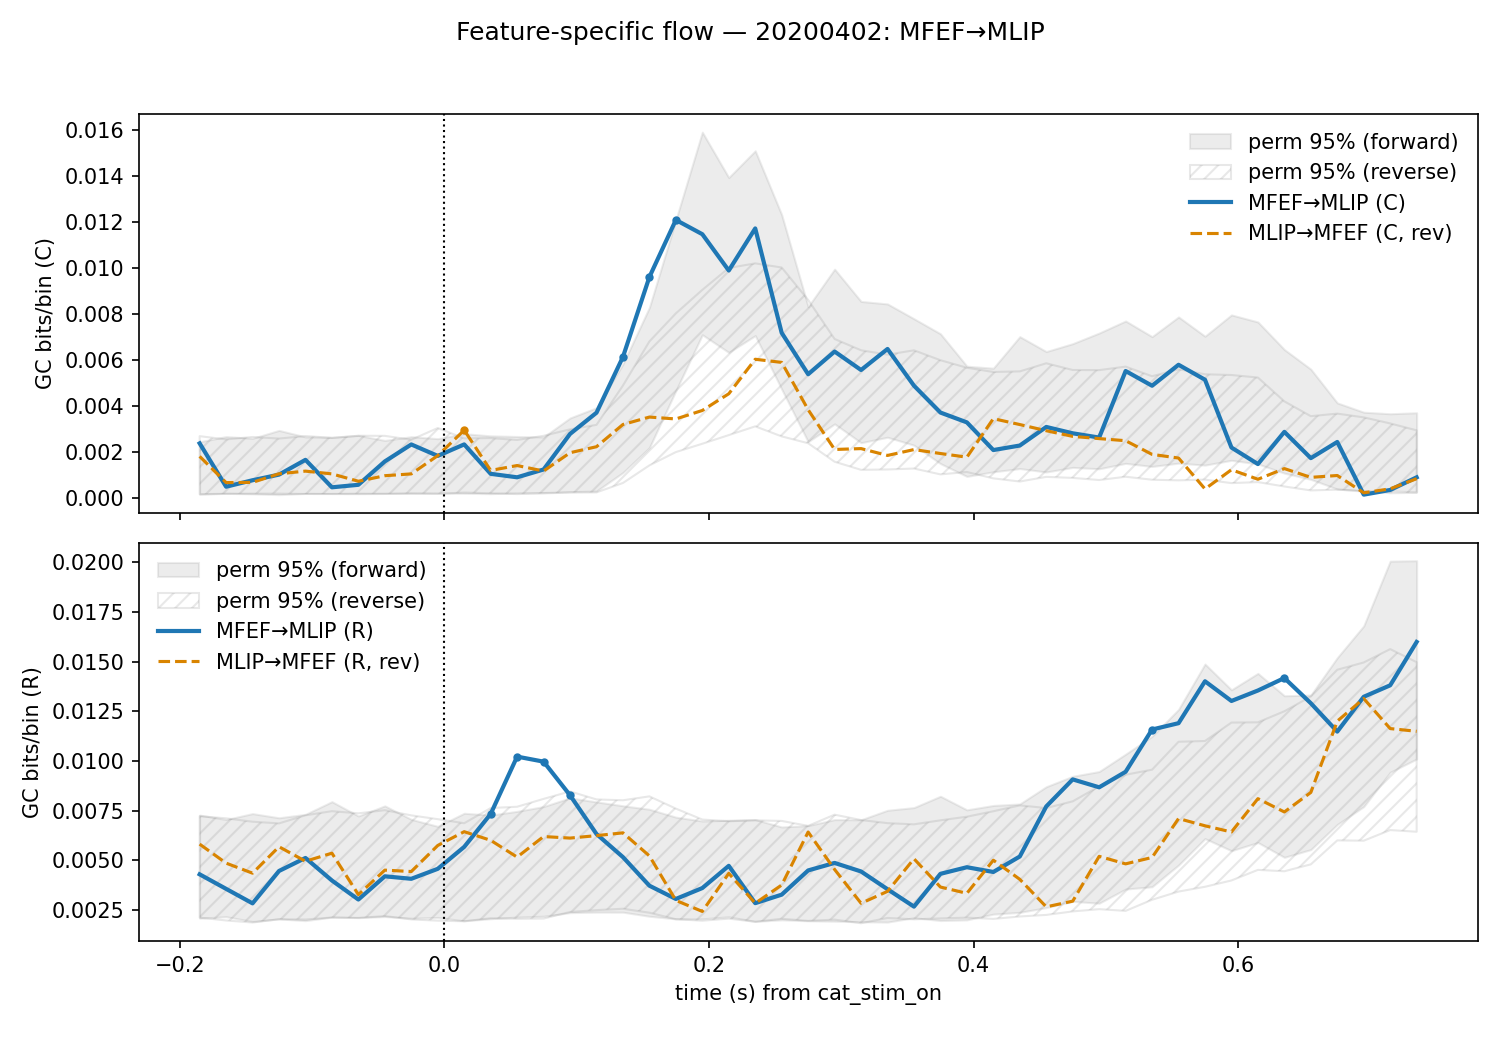 Feature-specific flow — 20200402: MFEF→MLIP
GC bits/bin (C)
0.016
0.014
0.012
0.010
0.008
0.006
0.004
0.002
0.000
perm 95% (forward)
perm 95% (reverse)
MFEF→MLIP (C)
MLIP→MFEF (C, rev)
GC bits/bin (R)
0.0200
0.0175
0.0150
0.0125
0.0100
0.0075
0.0050
0.0025
perm 95% (forward)
perm 95% (reverse)
MFEF→MLIP (R)
MLIP→MFEF (R, rev)
−0.2 0.0 0.2 0.4 0.6
time (s) from cat_stim_on